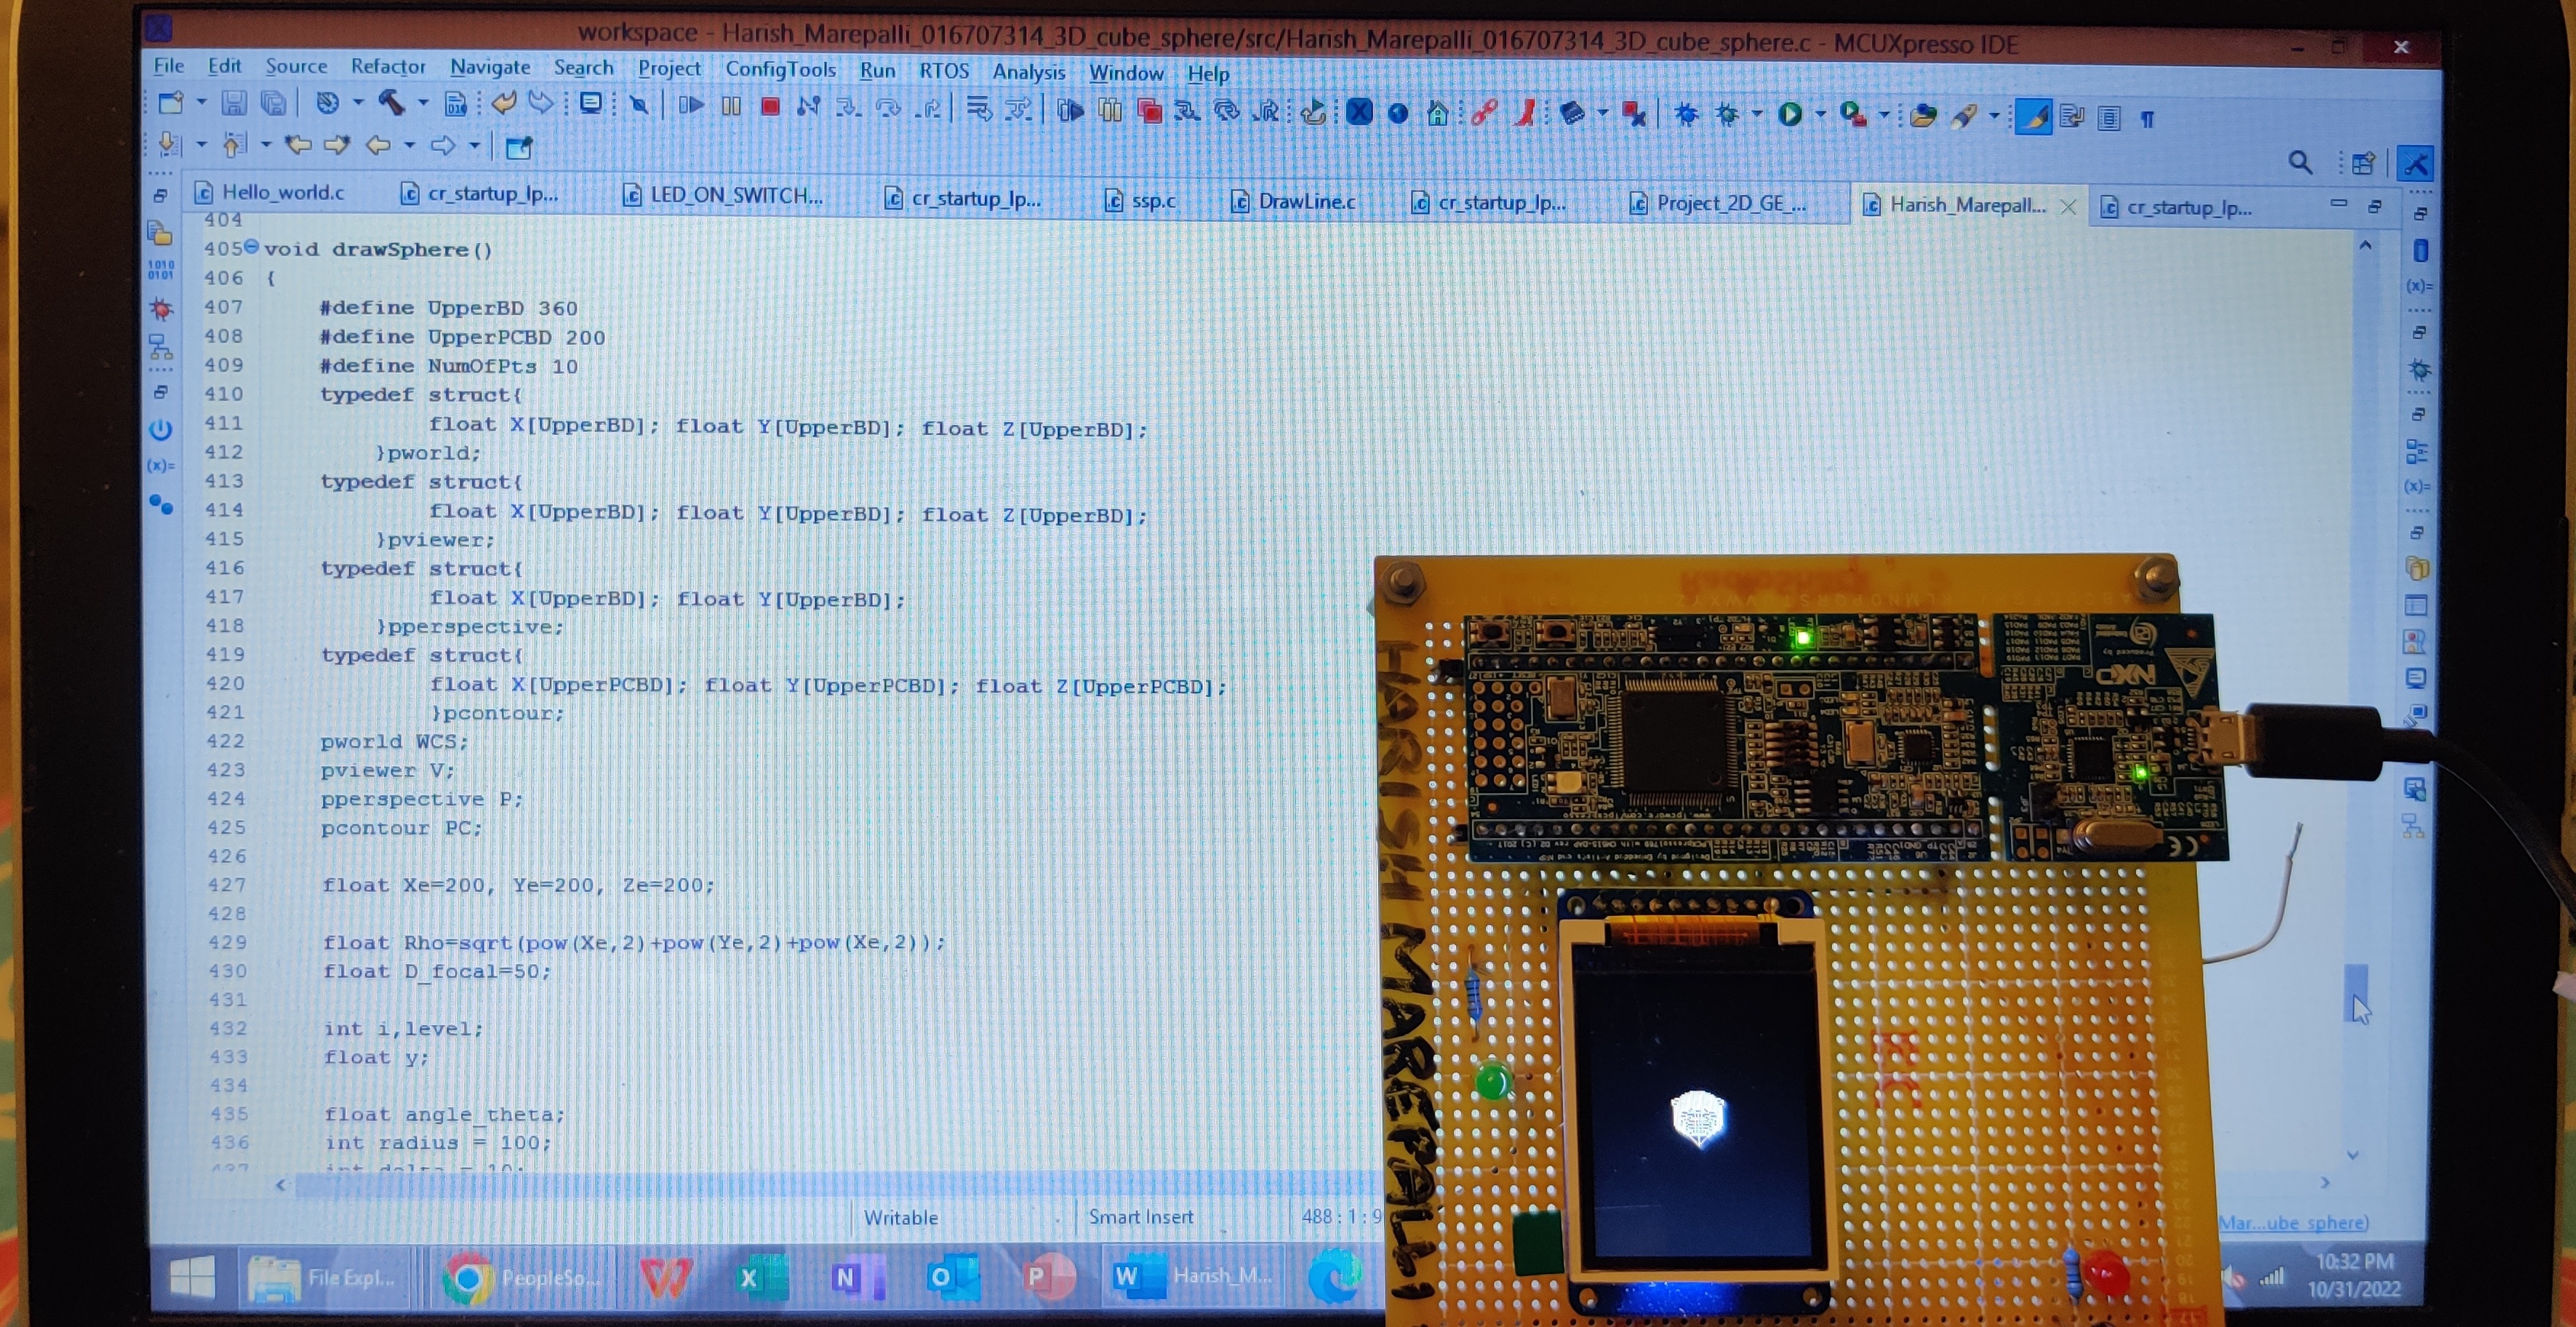 workspace - Harish_Marepalli_016707314_3D_cube_sphere/src/Harish_Marepalli_016707314_3D_cube_sphere.c - MCUXpresso IDE
File Edit Source Refactor Navigate Search Project ConfigTools Run RTOS Analysis Window Help
Hello_world.c cr_startup_lp... LED_ON_SWITCH... cr_startup_lp... ssp.c DrawLine.c cr_startup_lp... Project_2D_GE_... Harish_Marepall... cr_startup_lp...
404
405 void drawSphere()
406 {
407 #define UpperBD 360
408 #define UpperPCBD 200
409 #define NumOfPts 10
410 typedef struct{
411 float X[UpperBD]; float Y[UpperBD]; float Z[UpperBD];
412 }pworld;
413 typedef struct{
414 float X[UpperBD]; float Y[UpperBD]; float Z[UpperBD];
415 }pviewer;
416 typedef struct{
417 float X[UpperBD]; float Y[UpperBD];
418 }pperspective;
419 typedef struct{
420 float X[UpperPCBD]; float Y[UpperPCBD]; float Z[UpperPCBD];
421 }pcontour;
422 pworld WCS;
423 pviewer V;
424 pperspective P;
425 pcontour PC;
426
427 float Xe=200, Ye=200, Ze=200;
428
429 float Rho=sqrt(pow(Xe,2)+pow(Ye,2)+pow(Xe,2));
430 float D_focal=50;
431
432 int i,level;
433 float y;
434
435 float angle_theta;
436 int radius = 100;
437 int delta = 10;
Writable Smart Insert 488 : 1 : 9
Mar...ube sphere)
File Expl... PeopleSo... Harish_M...
10:32 PM
10/31/2022
RadioShack
NXP
HARISH MAREPALLI